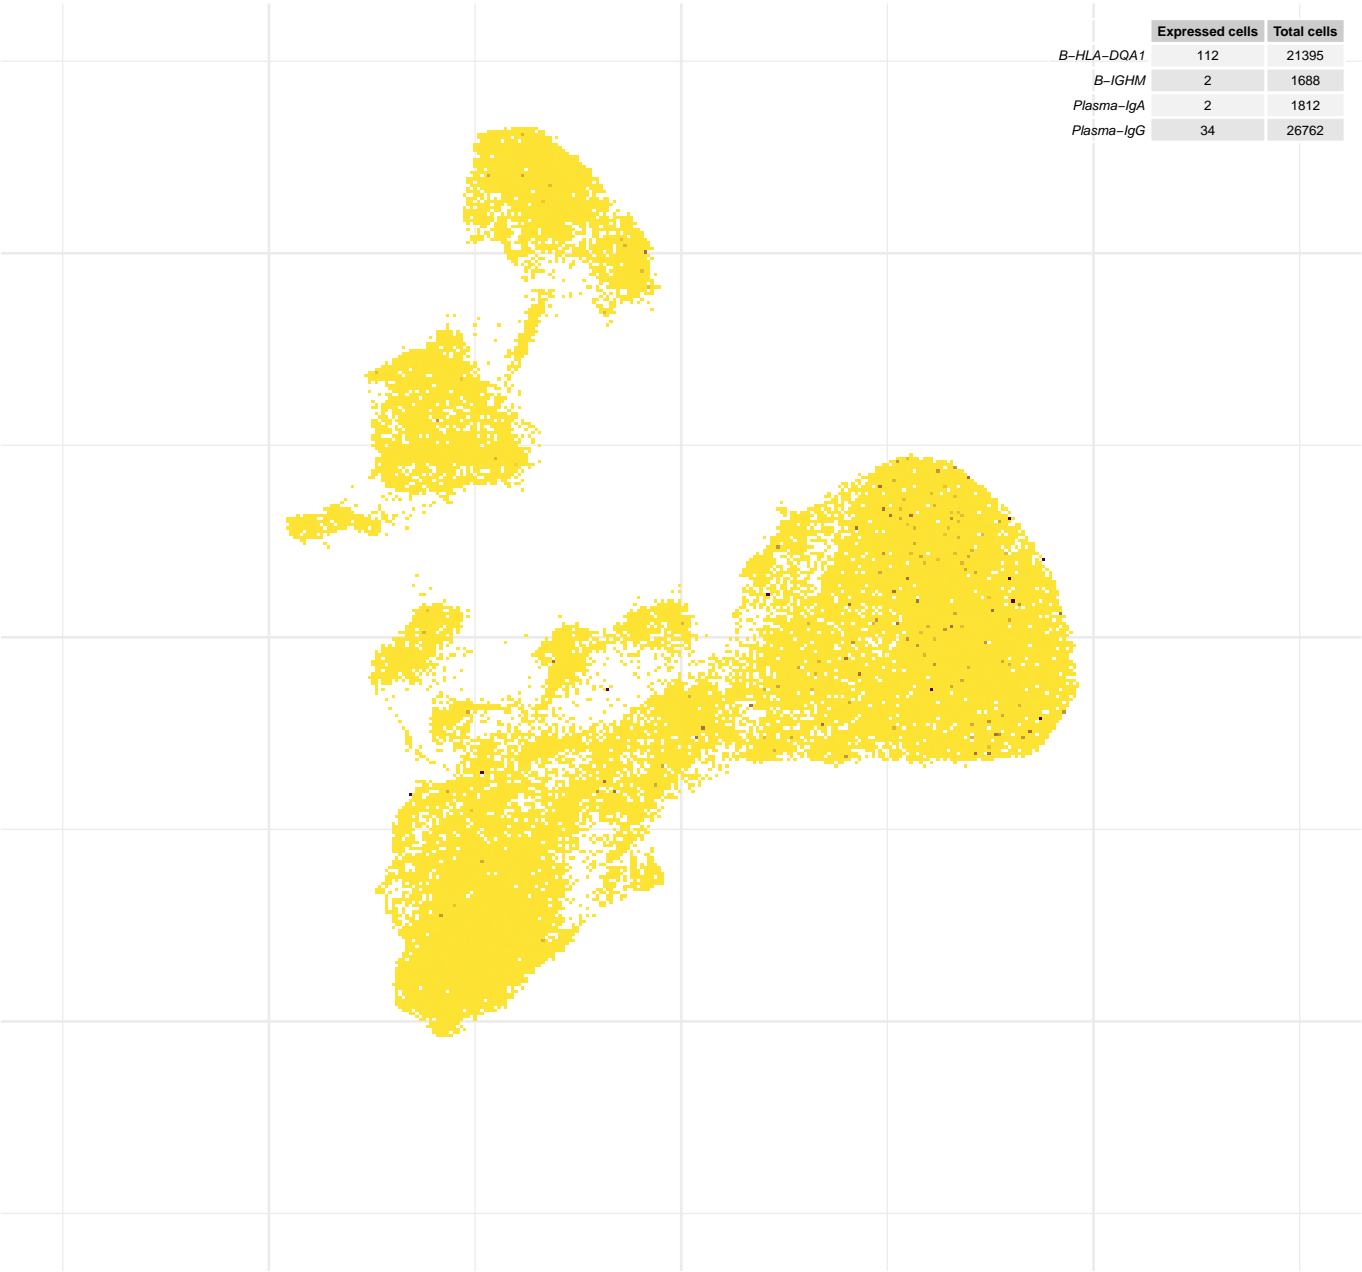 Expressed cells Total cells
B−HLA−DQA1 112 21395
B−IGHM 2 1688
Plasma−IgA 2 1812
Plasma−IgG 34 26762